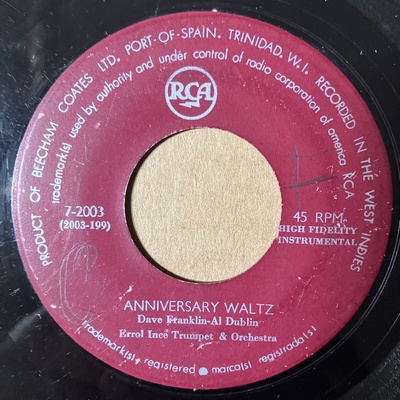 PRODUCT OF BEECHAM COATES LTD. PORT-OF-SPAIN. TRINIDAD. W.I. RECORDED IN THE WEST INDIES
trademark(s) used by authority and under control of radio corporation of america RCA
RCA
7-2003
(2003-199)
45 RPM
HIGH FIDELITY
INSTRUMENTAL
ANNIVERSARY WALTZ
Dave Franklin-Al Dublin
Errol Ince Trumpet & Orchestra
trademark(s) registered marca(s) registrada(s)